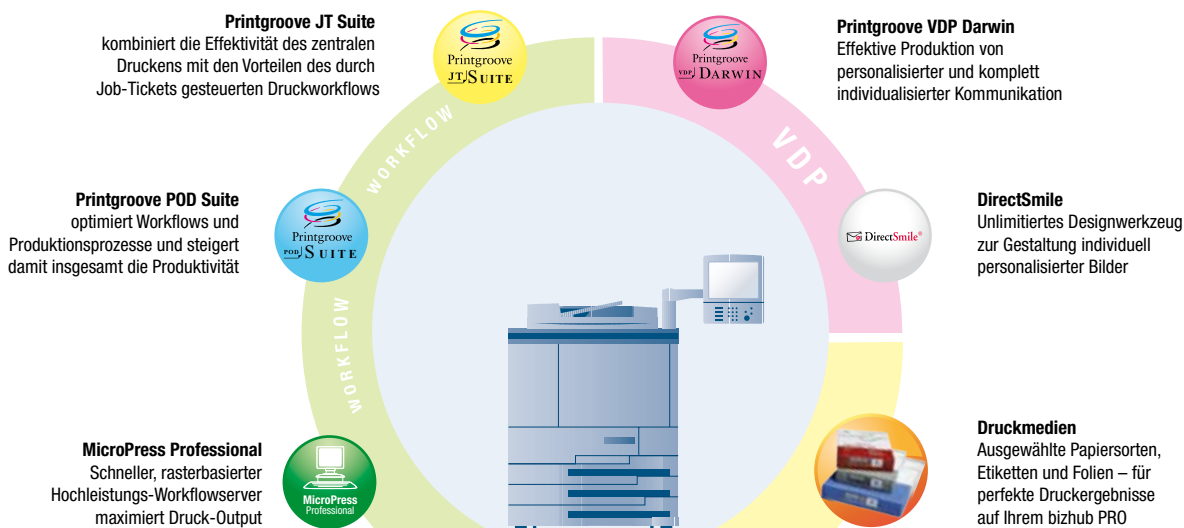 Printgroove JT Suite
kombiniert die Effektivität des zentralen
Druckens mit den Vorteilen des durch
Job-Tickets gesteuerten Druckworkflows
Printgroove
JT SUITE
WORKFLOW
Printgroove POD Suite
optimiert Workflows und
Produktionsprozesse und steigert
damit insgesamt die Produktivität
Printgroove
POD SUITE
WORKFLOW
MicroPress Professional
Schneller, rasterbasierter
Hochleistungs-Workflowserver
maximiert Druck-Output
MicroPress
Professional
Printgroove
VDP DARWIN
Printgroove VDP Darwin
Effektive Produktion von
personalisierter und komplett
individualisierter Kommunikation
VDP
DirectSmile®
DirectSmile
Unlimitiertes Designwerkzeug
zur Gestaltung individuell
personalisierter Bilder
Druckmedien
Ausgewählte Papiersorten,
Etiketten und Folien – für
perfekte Druckergebnisse
auf Ihrem bizhub PRO